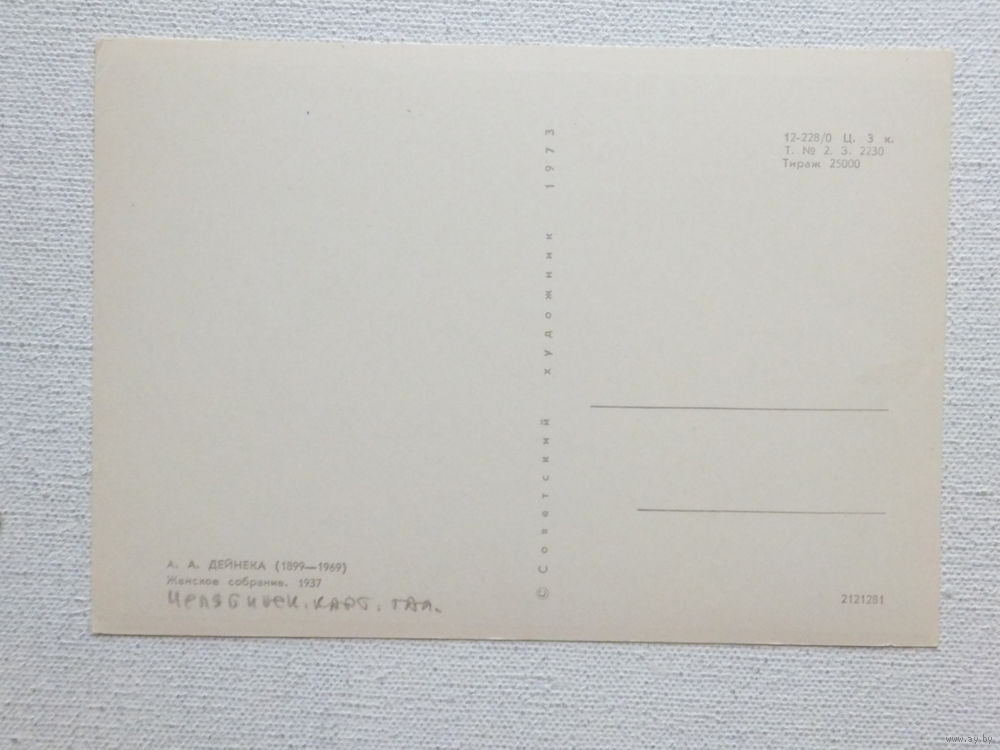 12-228/0 Ц. 3 к.
Т. № 2. З. 2230
Тираж 25000
© Советский художник 1973
А. А. ДЕЙНЕКА (1899—1969)
Женское собрание. 1937
Челябинск. карт. гал.
2121281
www.ay.by